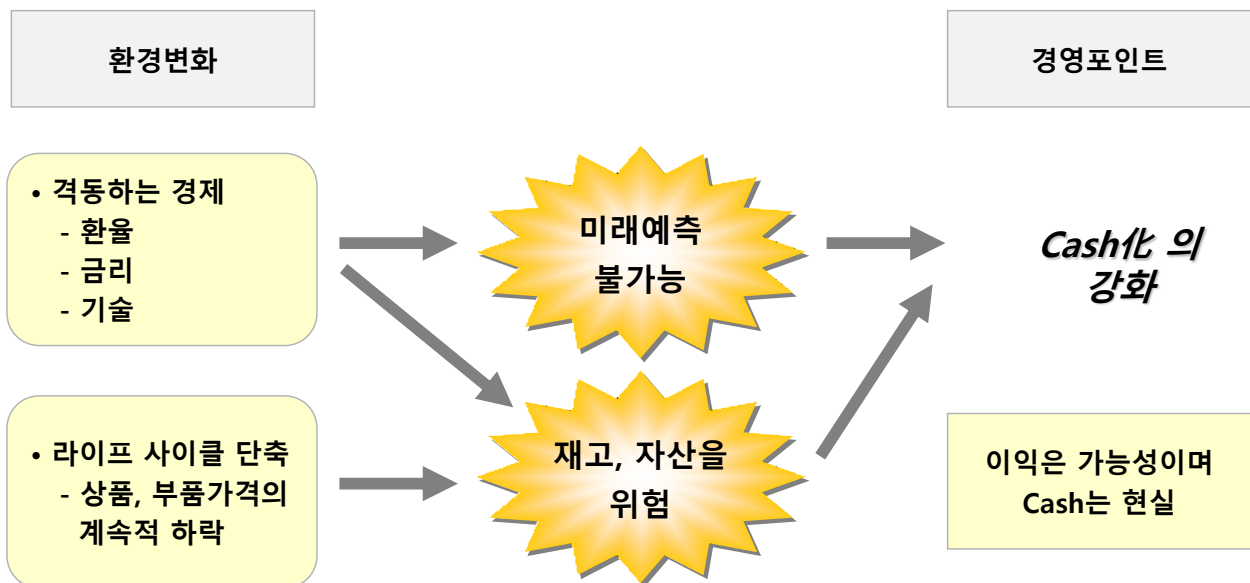 환경변화
경영포인트
• 격동하는 경제
- 환율
- 금리
- 기술
미래예측
불가능
Cash化 의
강화
• 라이프 사이클 단축
- 상품, 부품가격의
계속적 하락
재고, 자산을
위험
이익은 가능성이며
Cash는 현실